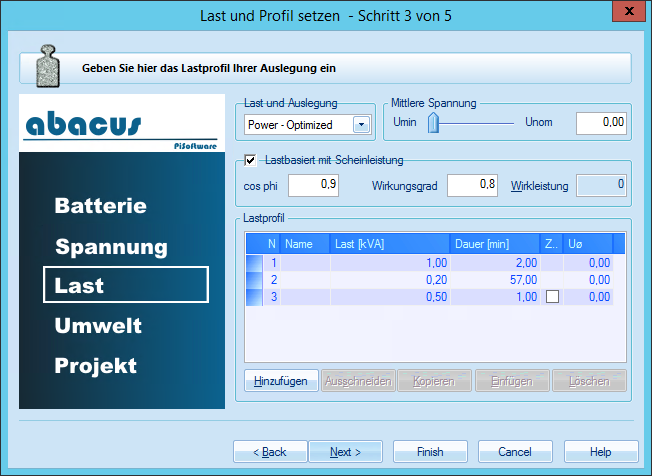 Last und Profil setzen - Schritt 3 von 5
x
Geben Sie hier das Lastprofil Ihrer Auslegung ein
abacus
PiSoftware
Batterie
Spannung
Last
Umwelt
Projekt
Last und Auslegung
Power - Optimized
Mittlere Spannung
Umin Unom 0,00
Lastbasiert mit Scheinleistung
cos phi 0,9 Wirkungsgrad 0,8 Wirkleistung 0
Lastprofil
N Name Last [kVA] Dauer [min] Z.. Uø
1 1,00 2,00 0,00
2 0,20 57,00 0,00
3 0,50 1,00 0,00
Hinzufügen Ausschneiden Kopieren Einfügen Löschen
< Back Next > Finish Cancel Help